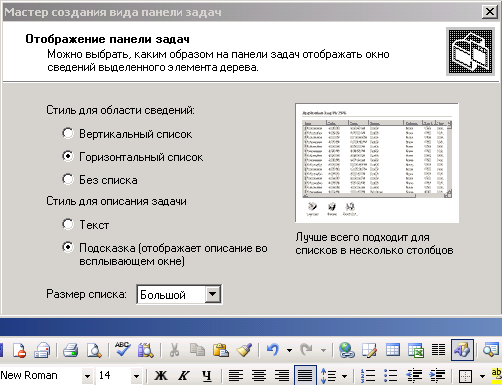 Мастер создания вида панели задач
Отображение панели задач
Можно выбрать, каким образом на панели задач отображать окно
сведений выделенного элемента дерева.
Стиль для области сведений:
Вертикальный список
Горизонтальный список
Без списка
Стиль для описания задачи
Текст
Подсказка (отображает описание во
всплывающем окне)
Лучше всего подходит для
списков в несколько столбцов
Размер списка: Большой
New Roman 14 Ж К Ч